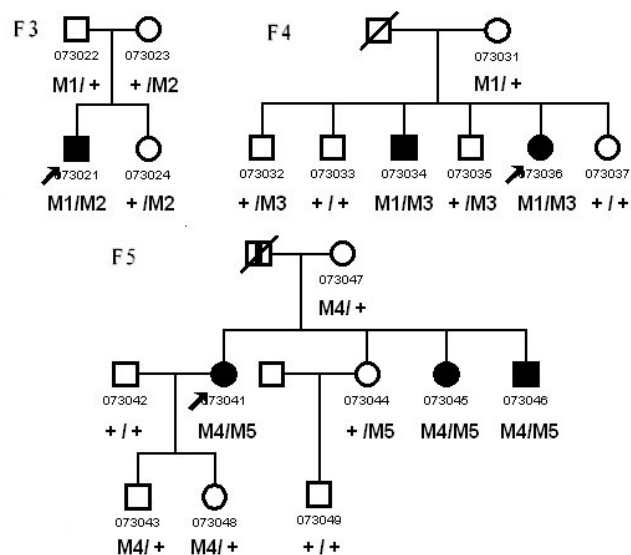 F3
073022 073023
M1/+ +/M2
073021 073024
M1/M2 +/M2
F4
073031
M1/+
073032 073033 073034 073035 073036 073037
+/M3 +/+ M1/M3 +/M3 M1/M3 +/+
F5
073047
M4/+
073042 073041 073044 073045 073046
+/+ M4/M5 +/M5 M4/M5 M4/M5
073043 073048 073049
M4/+ M4/+ +/+